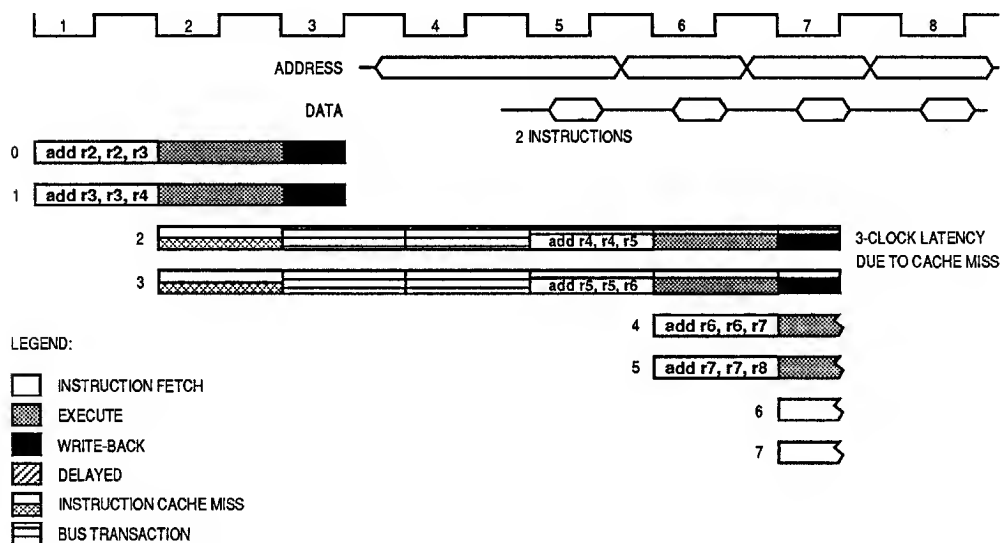 1 2 3 4 5 6 7 8
ADDRESS
DATA
2 INSTRUCTIONS
0 add r2, r2, r3
1 add r3, r3, r4
2 add r4, r4, r5 3-CLOCK LATENCY
DUE TO CACHE MISS
3 add r5, r5, r6
4 add r6, r6, r7
5 add r7, r7, r8
6
7
LEGEND:
INSTRUCTION FETCH
EXECUTE
WRITE-BACK
DELAYED
INSTRUCTION CACHE MISS
BUS TRANSACTION